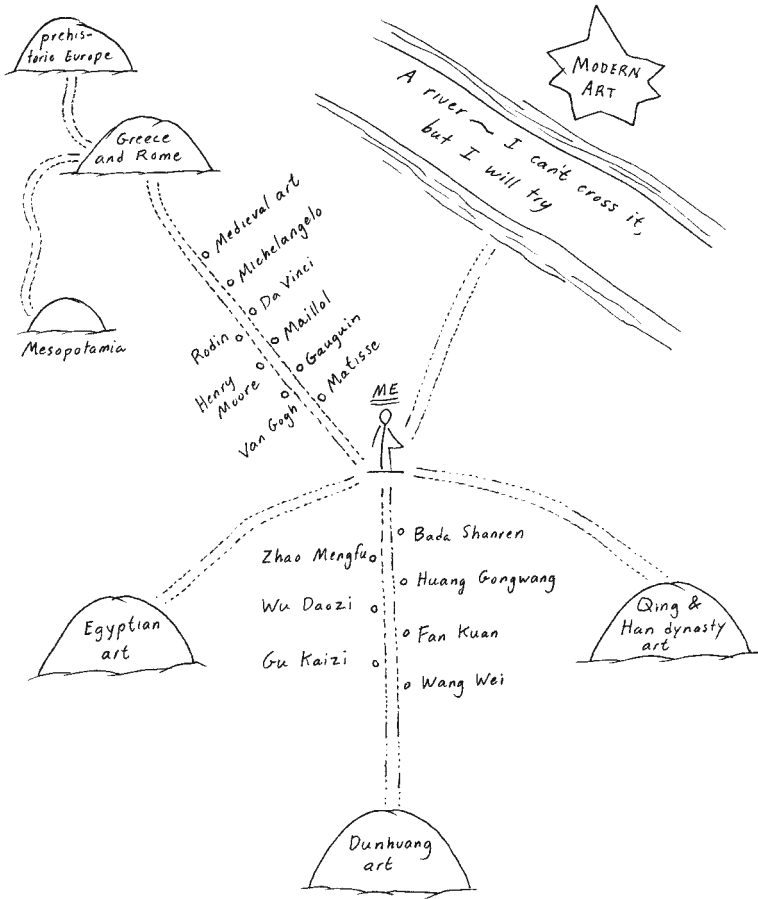 prehis-
toric Europe
MODERN
ART
A river ~ I can't cross it,
but I will try
Greece
and Rome
Medieval art
Michelangelo
Da Vinci
Maillol
Gauguin
Matisse
Rodin
Henry
Moore
Van Gogh
Mesopotamia
ME
Bada Shanren
Zhao Mengfu
Huang Gongwang
Wu Daozi
Fan Kuan
Gu Kaizi
Wang Wei
Egyptian
art
Qing &
Han dynasty
art
Dunhuang
art